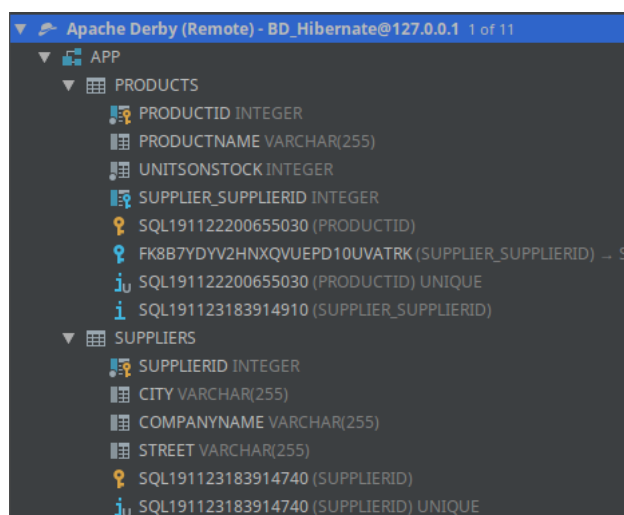 Apache Derby (Remote) - BD_Hibernate@127.0.0.1 1 of 11
APP
PRODUCTS
PRODUCTID INTEGER
PRODUCTNAME VARCHAR(255)
UNITSONSTOCK INTEGER
SUPPLIER_SUPPLIERID INTEGER
SQL191122200655030 (PRODUCTID)
FK8B7YDYV2HNXQVUEPD10UVATRK (SUPPLIER_SUPPLIERID) → S
SQL191122200655030 (PRODUCTID) UNIQUE
SQL191123183914910 (SUPPLIER_SUPPLIERID)
SUPPLIERS
SUPPLIERID INTEGER
CITY VARCHAR(255)
COMPANYNAME VARCHAR(255)
STREET VARCHAR(255)
SQL191123183914740 (SUPPLIERID)
SQL191123183914740 (SUPPLIERID) UNIQUE